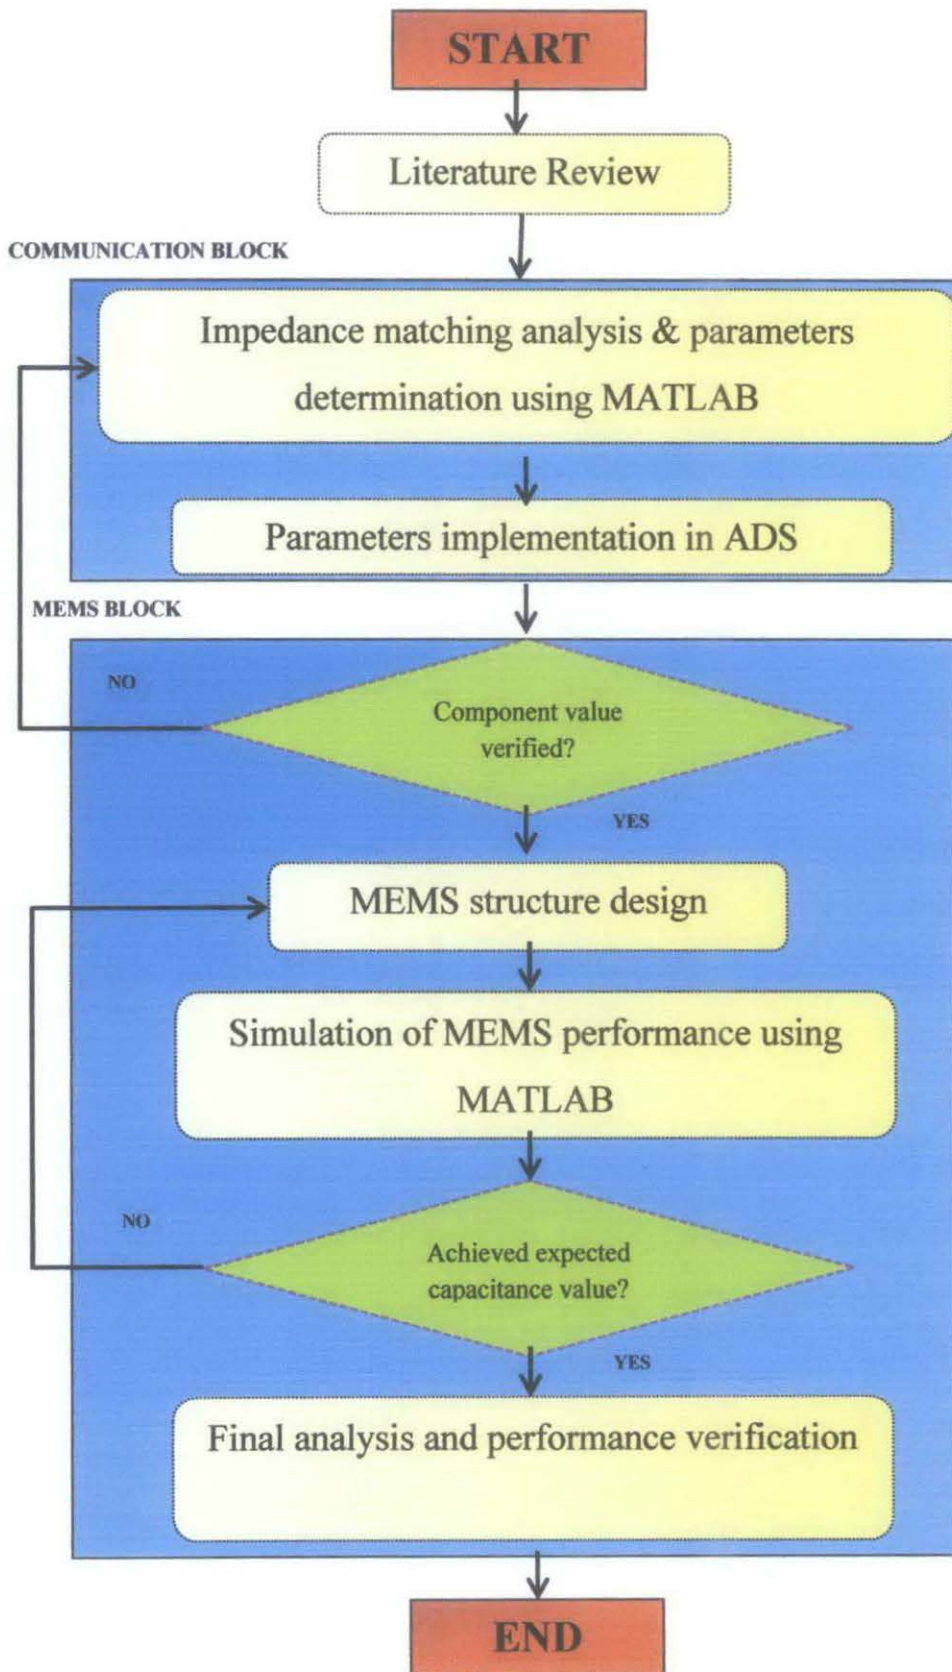 START
Literature Review
COMMUNICATION BLOCK
Impedance matching analysis & parameters
determination using MATLAB
Parameters implementation in ADS
MEMS BLOCK
NO
Component value
verified?
YES
MEMS structure design
Simulation of MEMS performance using
MATLAB
NO
Achieved expected
capacitance value?
YES
Final analysis and performance verification
END